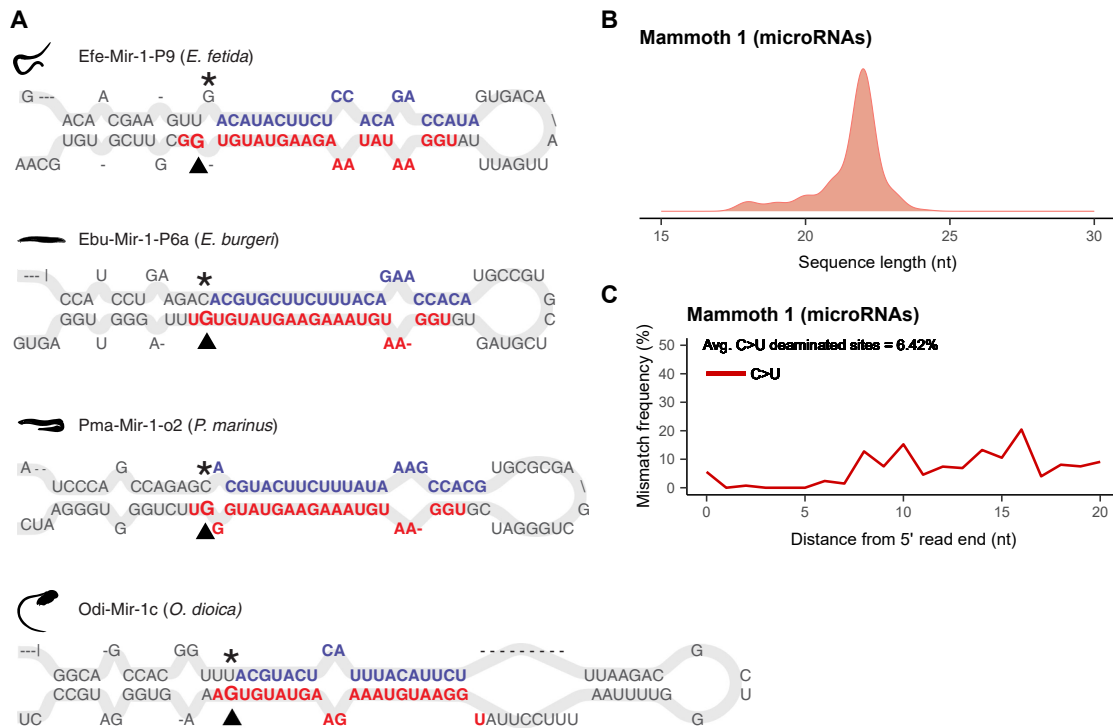 A
Efe-Mir-1-P9 (E. fetida)
*
G --- A - G CC GA GUGACA
ACA CGAA GUU ACAUACUUCU ACA CCAUA \
UGU GCUU CGG UGUAUGAAGA UAU GGUAU A
AACG - G - AA AA UUAGUU
Ebu-Mir-1-P6a (E. burgeri)
*
--- | U GA GAA UGCCGU
CCA CCU AGACACGUGCUUCUUUACA CCACA G
GGU GGG UUUGUGUAUGAAGAAAUGU GGUGU C
GUGA U A- AA- GAUGCU
Pma-Mir-1-o2 (P. marinus)
*
A -- G A AAG UGCGCGA
UCCCA CCAGAGC CGUACUUCUUUAUA CCACG \
AGGGU GGUCUUG GUAUGAAGAAAUGU GGUGC G
CUA G G AA- UAGGGUC
Odi-Mir-1c (O. dioica)
*
---| -G GG CA --------- G
GGCA CCAC UUUACGUACU UUUACAUUCU UUAAGAC C
CCGU GGUG AAGUGUAUGA AAAUGUAAGG AAUUUUG U
UC AG -A AG UAUUCCUUU G
B
Mammoth 1 (microRNAs)
15 20 25 30
Sequence length (nt)
C
Mammoth 1 (microRNAs)
Avg. C>U deaminated sites = 6.42%
C>U
Mismatch frequency (%)
50
40
30
20
10
0
0 5 10 15 20
Distance from 5' read end (nt)